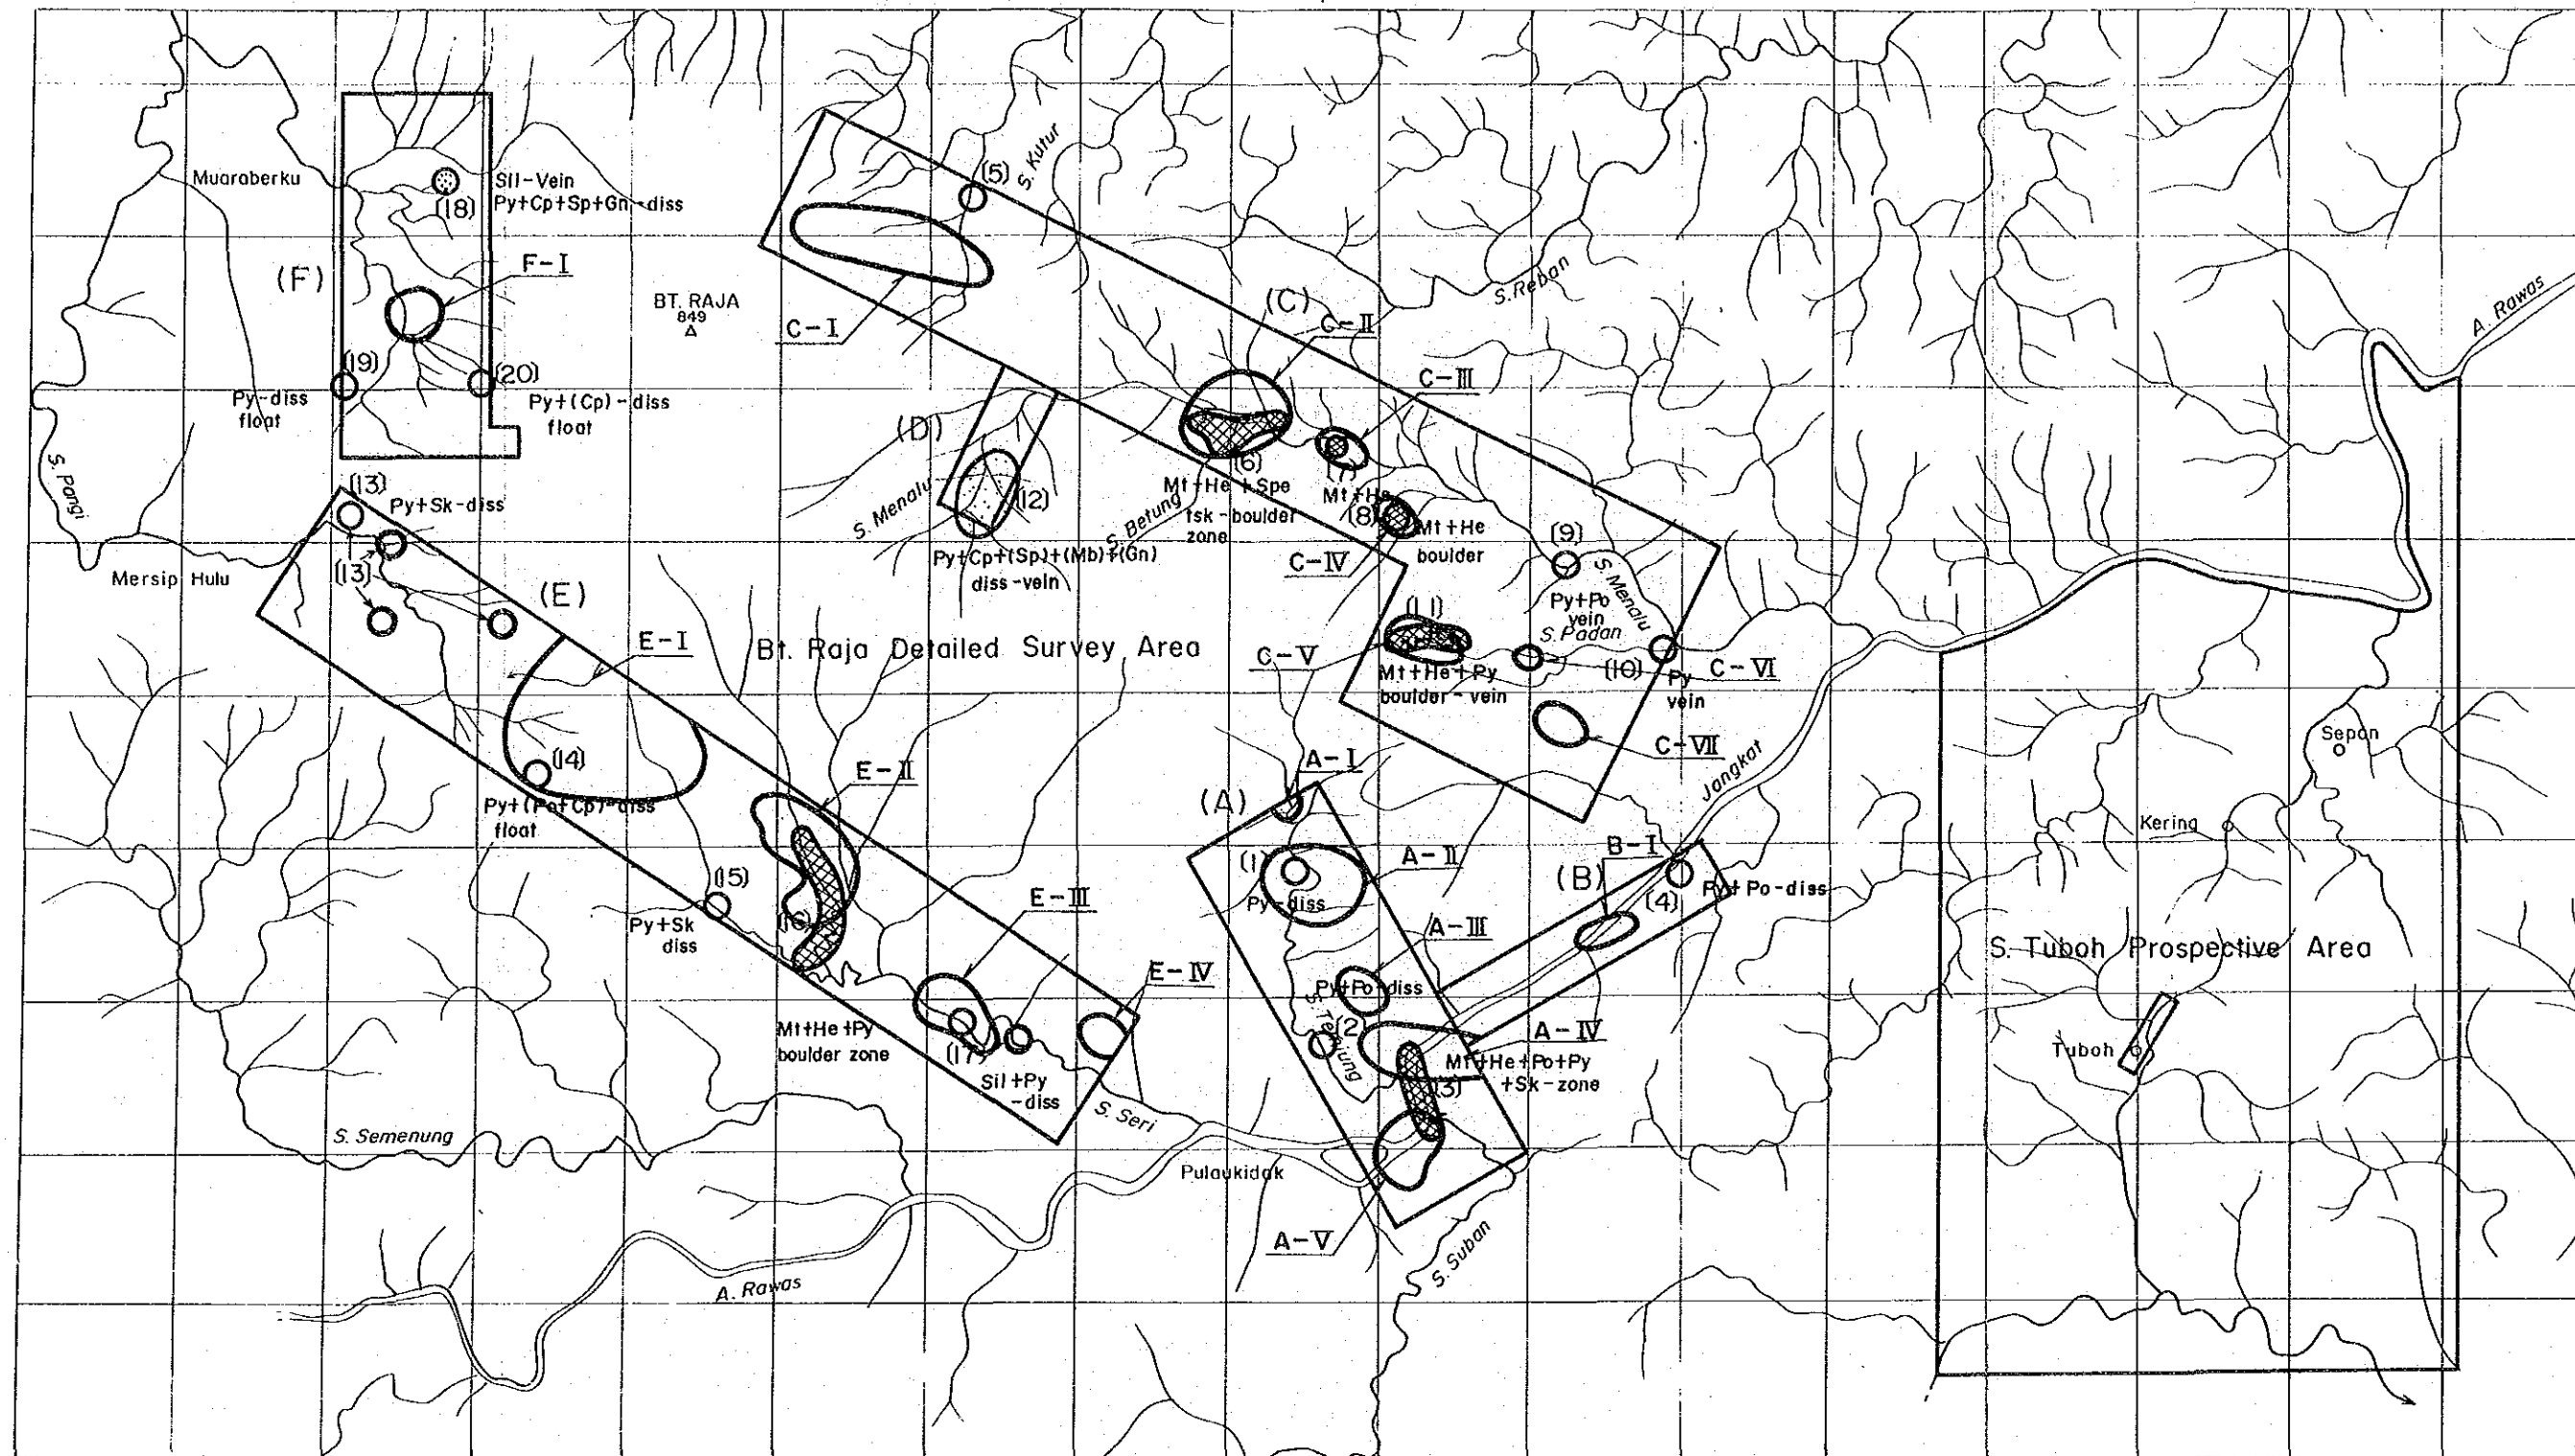 S. Kutur
(5)
Muaraberku
Sil-Vein
Py+Cp+Sp+Gn-diss
(18)
(F)
F-I
BT. RAJA
849
C-I
(C)
C-II
S. Reban
A. Rawas
(19)
(20)
Py-diss
float
Py+(Cp)-diss
float
C-III
(D)
S. Pangi
(6)
(7)
Mt+He+Spe
tsk-boulder
zone
Mt+He
(8)
Mt+He
boulder
(12)
S. Menalu
S. Betung
Py+Cp+(Sp)+(Mb)+(Gn)
diss-vein
C-IV
(9)
S. Menalu
(13)
Py+Sk-diss
(13)
Mersip Hulu
(E)
E-I
Bt. Raja Detailed Survey Area
(11)
Py+Po
vein
S. Padan
C-V
Mt+He+Py
boulder-vein
(10)
Py
vein
C-VI
C-VII
Sepan
(14)
Py+(Po+Cp)-diss
float
E-II
A-I
Jangkat
(A)
Kering
(1)
A-II
Py-diss
B-I
(B)
(4)
Py+Po-diss
(15)
Py+Sk
diss
(16)
E-III
A-III
S. Tuboh Prospective Area
E-IV
Py+Po-diss
S. Tenjung
(2)
A-IV
Mt+He+Po+Py
+Sk-zone
(3)
Tuboh
Mt+He+Py
boulder zone
(17)
Sil+Py
-diss
S. Seri
S. Semenung
Pulaukidak
A-V
S. Suban
A. Rawas